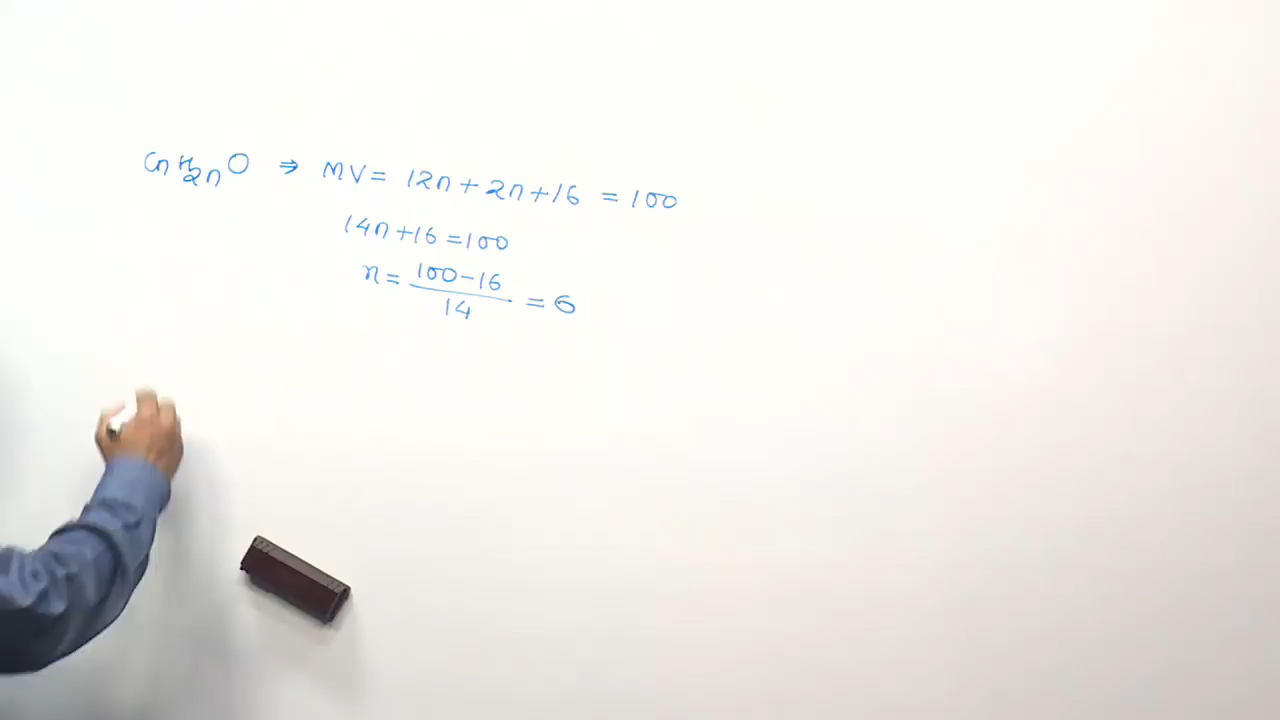 CnH2nO ⇒ MV = 12n + 2n + 16 = 100
14n + 16 = 100
n = 100 - 16 / 14 = 6